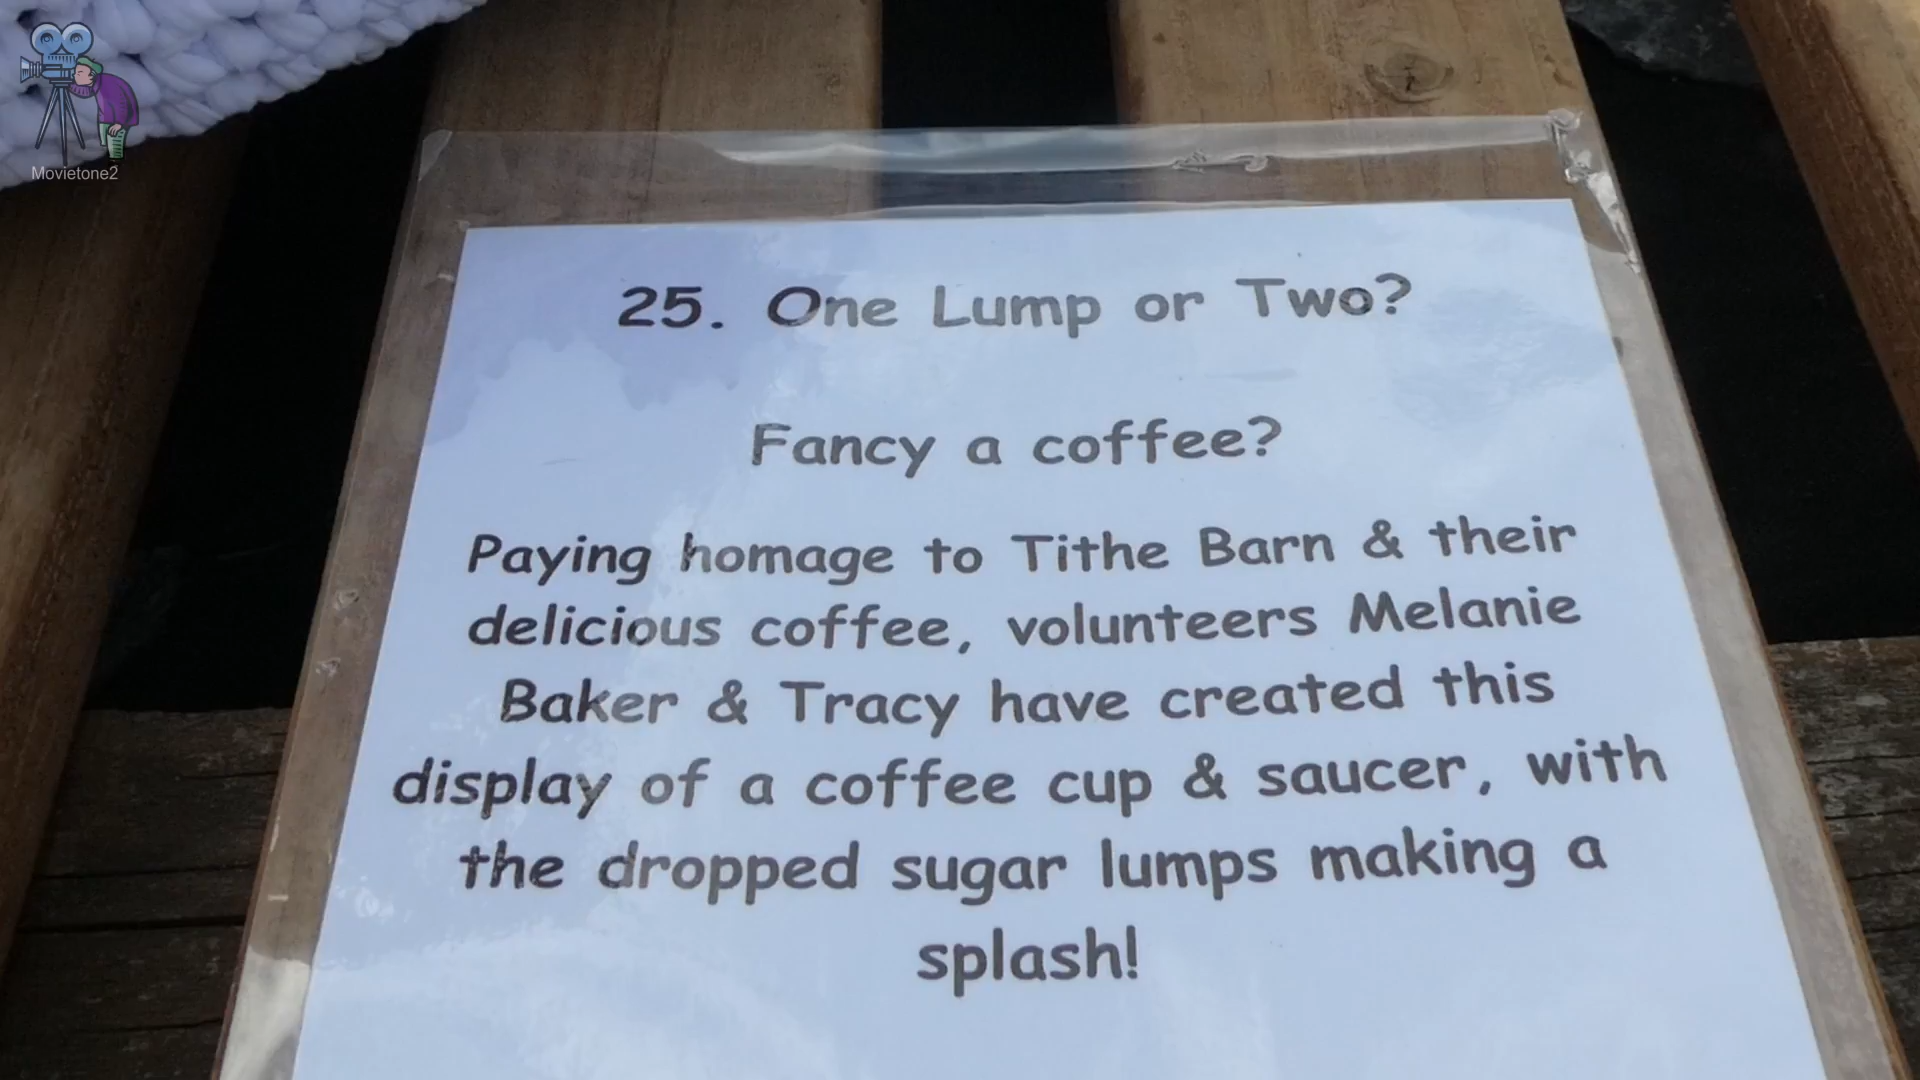 Movietone2
25. One Lump or Two?
Fancy a coffee?
Paying homage to Tithe Barn & their
delicious coffee, volunteers Melanie
Baker & Tracy have created this
display of a coffee cup & saucer, with
the dropped sugar lumps making a
splash!